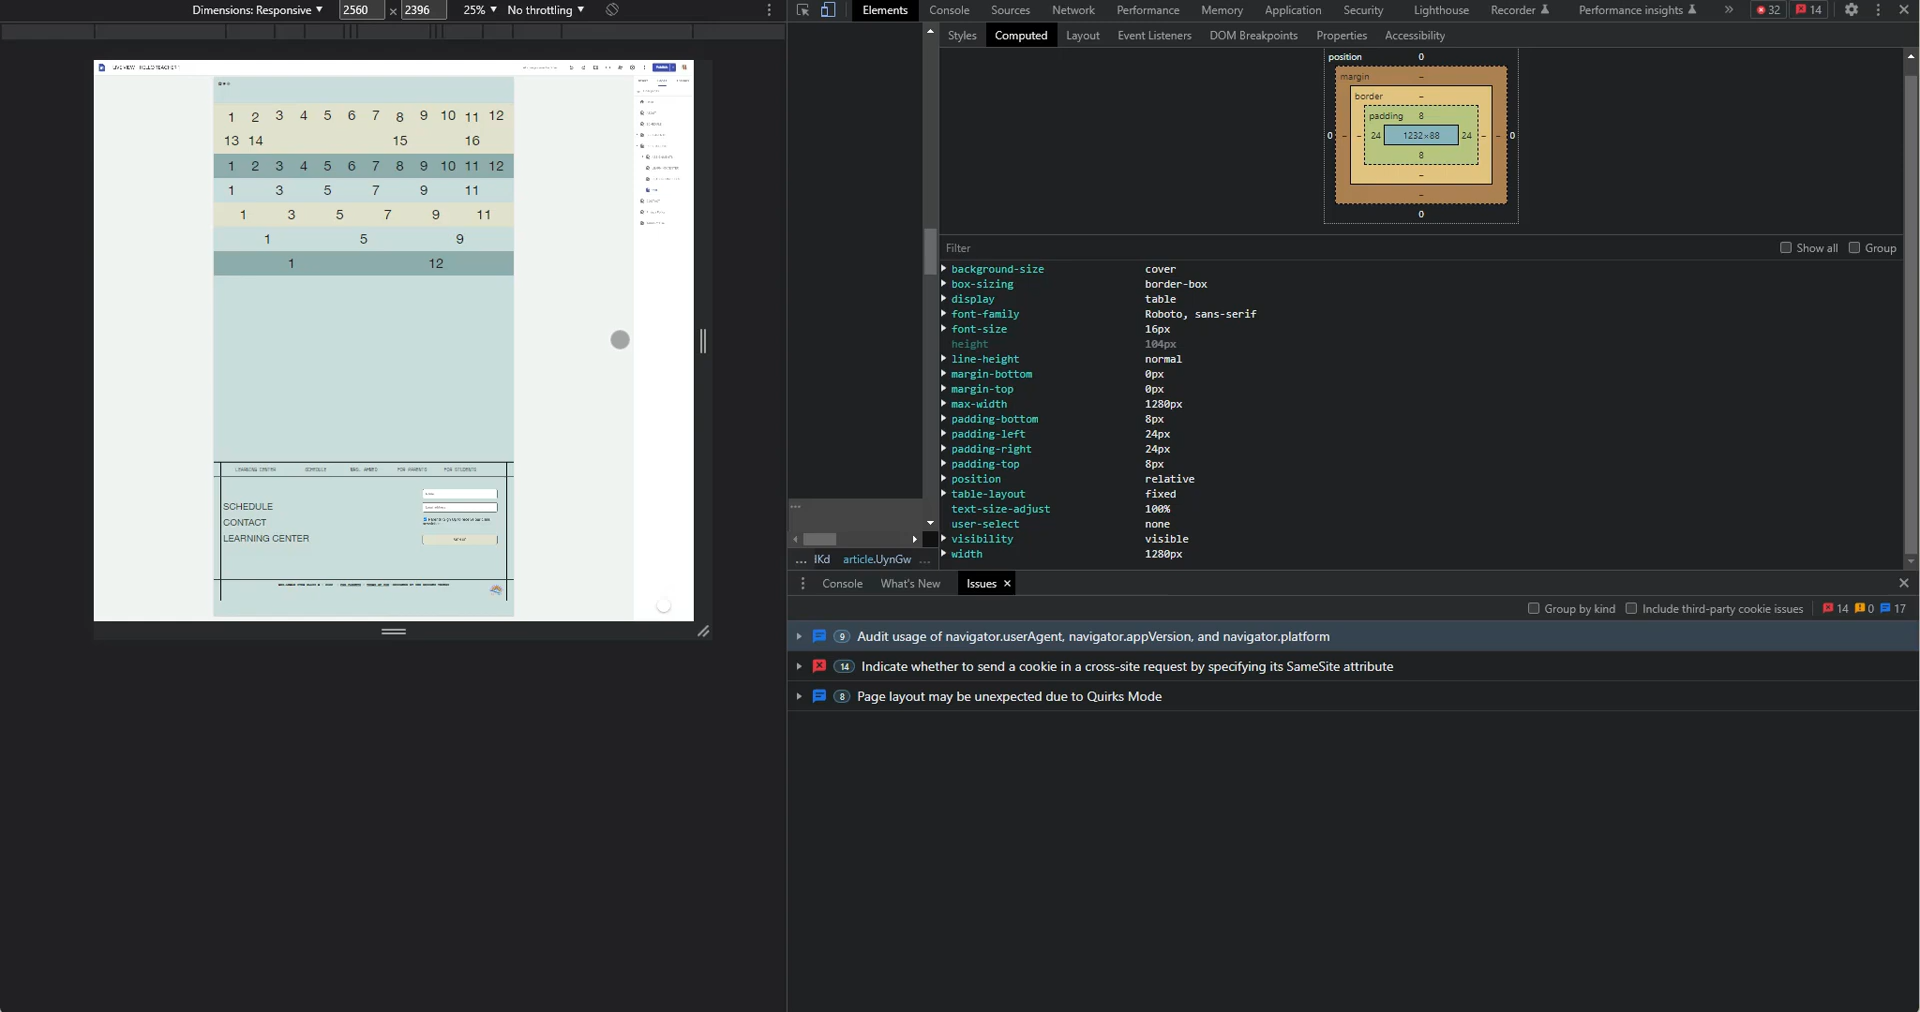 Dimensions: Responsive 2560 × 2396 25% No throttling
Elements Console Sources Network Performance Memory Application Security Lighthouse Recorder Performance insights 32 14
Styles Computed Layout Event Listeners DOM Breakpoints Properties Accessibility
position 0
margin –
border –
padding 8
0 – – 24 1232×88 24 – – 0
8
–
–
0
Filter Show all Group
background-size cover
box-sizing border-box
display table
font-family Roboto, sans-serif
font-size 16px
height 104px
line-height normal
margin-bottom 0px
margin-top 0px
max-width 1280px
padding-bottom 8px
padding-left 24px
padding-right 24px
padding-top 8px
position relative
table-layout fixed
text-size-adjust 100%
user-select none
visibility visible
width 1280px
1 2 3 4 5 6 7 8 9 10 11 12
13 14 15 16
1 2 3 4 5 6 7 8 9 10 11 12
1 3 5 7 9 11
1 3 5 7 9 11
1 5 9
1 12
LEARNING CENTER SCHEDULE FOR PARENTS FOR STUDENTS
SCHEDULE
CONTACT
LEARNING CENTER
... lKd article.UynGw ...
Console What's New Issues ×
Group by kind Include third-party cookie issues 14 0 17
9 Audit usage of navigator.userAgent, navigator.appVersion, and navigator.platform
14 Indicate whether to send a cookie in a cross-site request by specifying its SameSite attribute
8 Page layout may be unexpected due to Quirks Mode